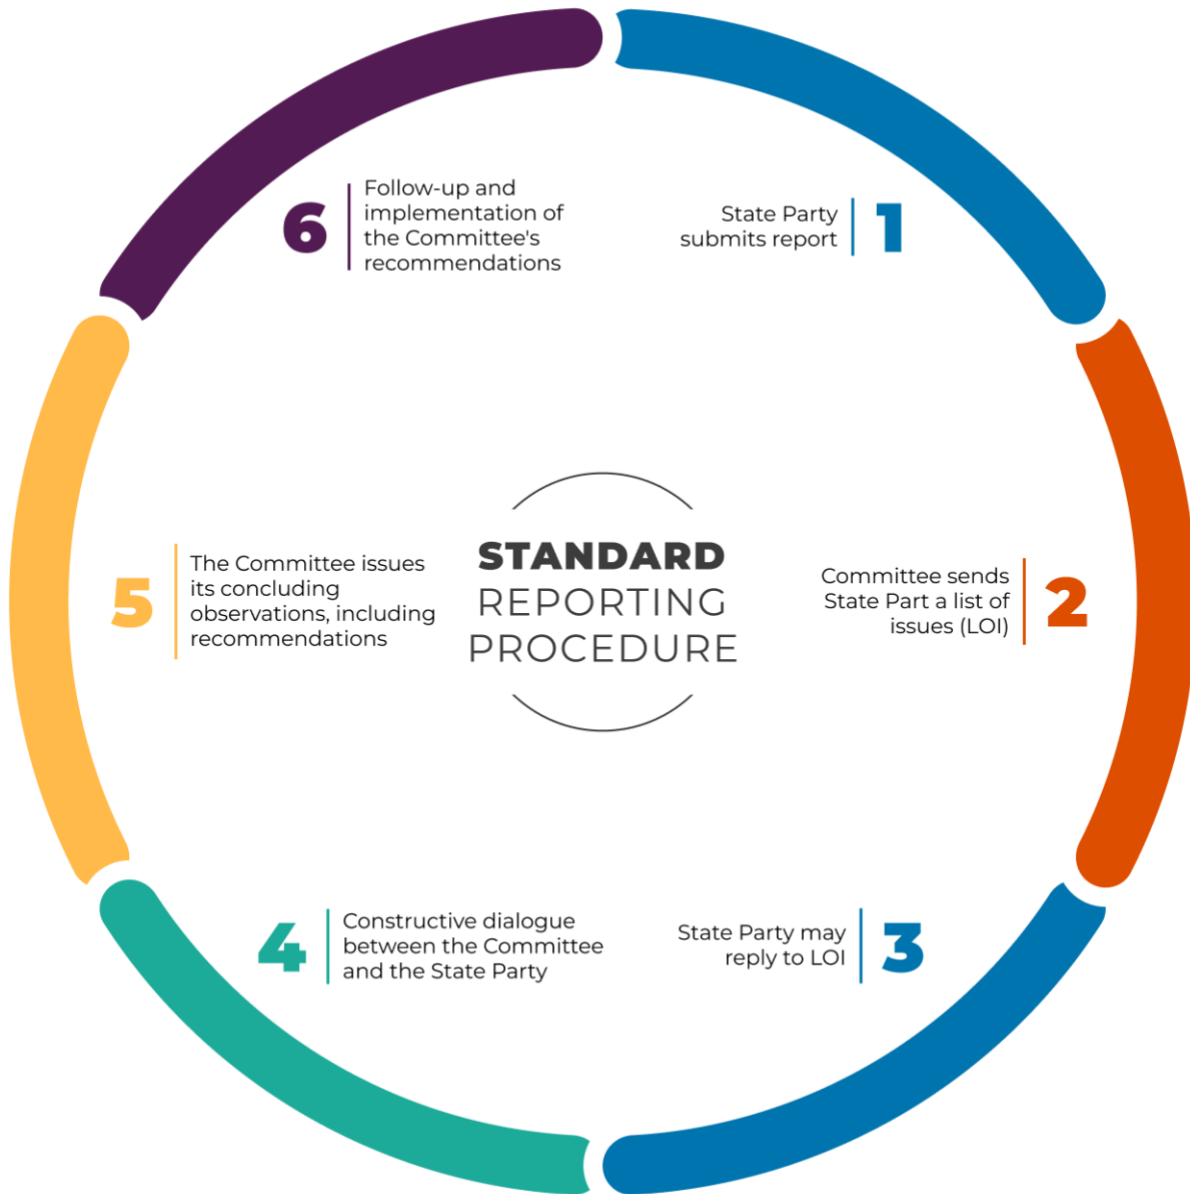 STANDARD
REPORTING
PROCEDURE
1
State Party
submits report
2
Committee sends
State Part a list of
issues (LOI)
3
State Party may
reply to LOI
4
Constructive dialogue
between the Committee
and the State Party
5
The Committee issues
its concluding
observations, including
recommendations
6
Follow-up and
implementation of
the Committee's
recommendations